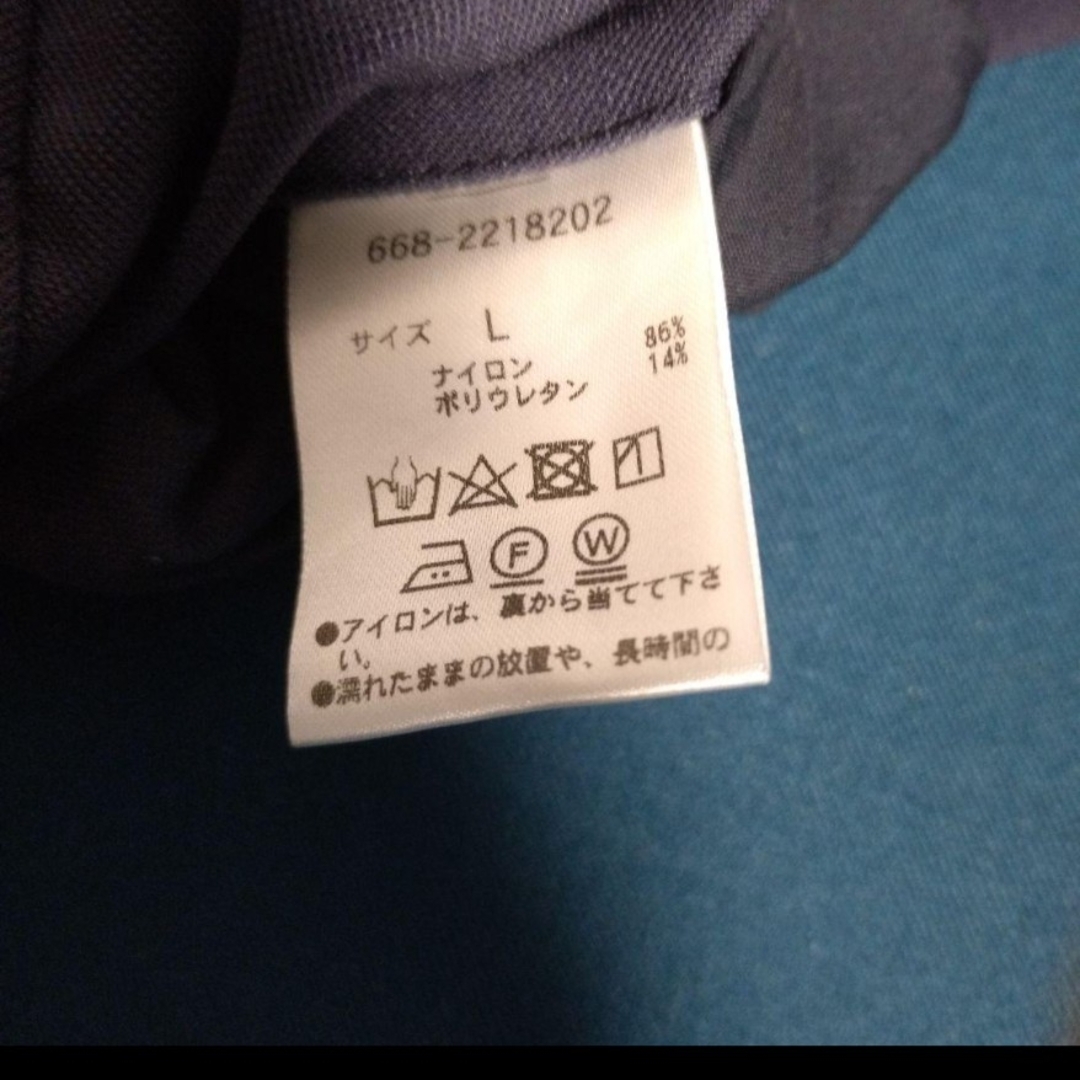 668-2218202
サイズ L
ナイロン 86%
ポリウレタン 14%
F W
●アイロンは、裏から当てて下さ
い。
●濡れたままの放置や、長時間の